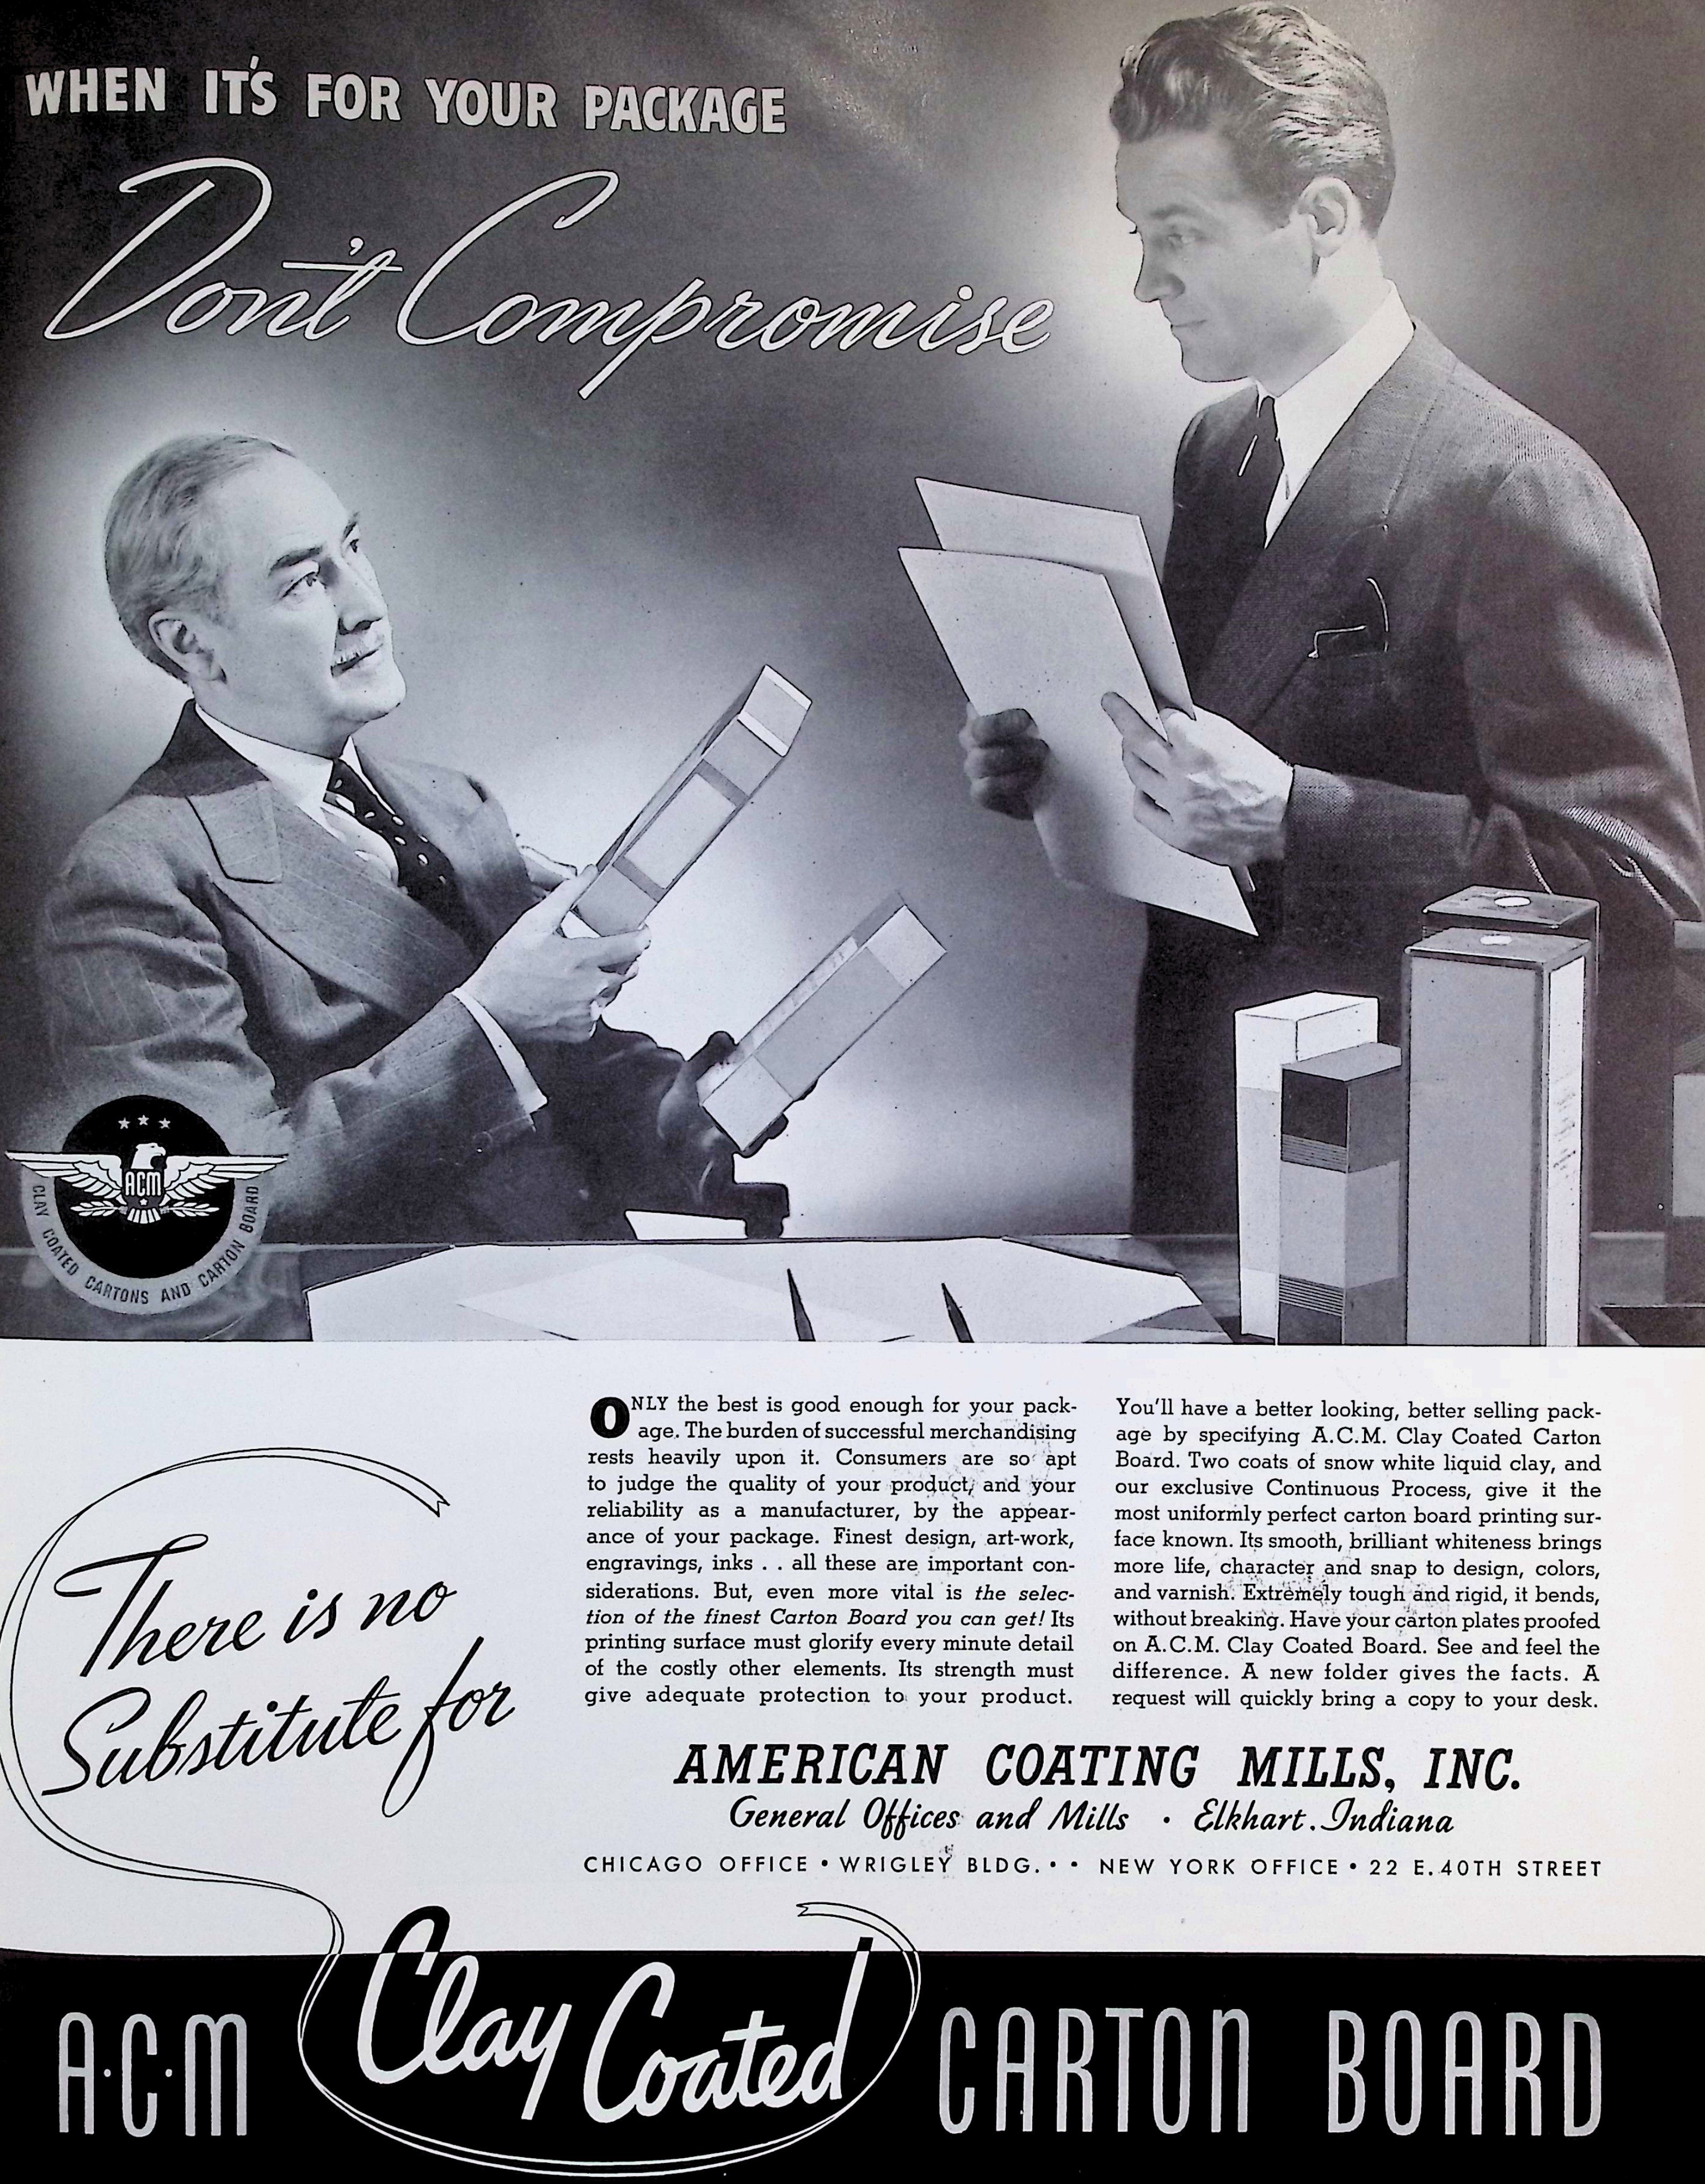 WHEN IT'S FOR YOUR PACKAGE
Don't Compromise
ACM
CLAY COATED CARTONS AND CARTON BOARD
There is no
Substitute for
ONLY the best is good enough for your pack-
age. The burden of successful merchandising
rests heavily upon it. Consumers are so apt
to judge the quality of your product, and your
reliability as a manufacturer, by the appear-
ance of your package. Finest design, art-work,
engravings, inks . . all these are important con-
siderations. But, even more vital is the selec-
tion of the finest Carton Board you can get! Its
printing surface must glorify every minute detail
of the costly other elements. Its strength must
give adequate protection to your product.
You'll have a better looking, better selling pack-
age by specifying A.C.M. Clay Coated Carton
Board. Two coats of snow white liquid clay, and
our exclusive Continuous Process, give it the
most uniformly perfect carton board printing sur-
face known. Its smooth, brilliant whiteness brings
more life, character and snap to design, colors,
and varnish. Extremely tough and rigid, it bends,
without breaking. Have your carton plates proofed
on A.C.M. Clay Coated Board. See and feel the
difference. A new folder gives the facts. A
request will quickly bring a copy to your desk.
AMERICAN COATING MILLS, INC.
General Offices and Mills · Elkhart. Indiana
CHICAGO OFFICE • WRIGLEY BLDG. • • NEW YORK OFFICE • 22 E. 40TH STREET
A·C·M Clay Coated CARTON BOARD